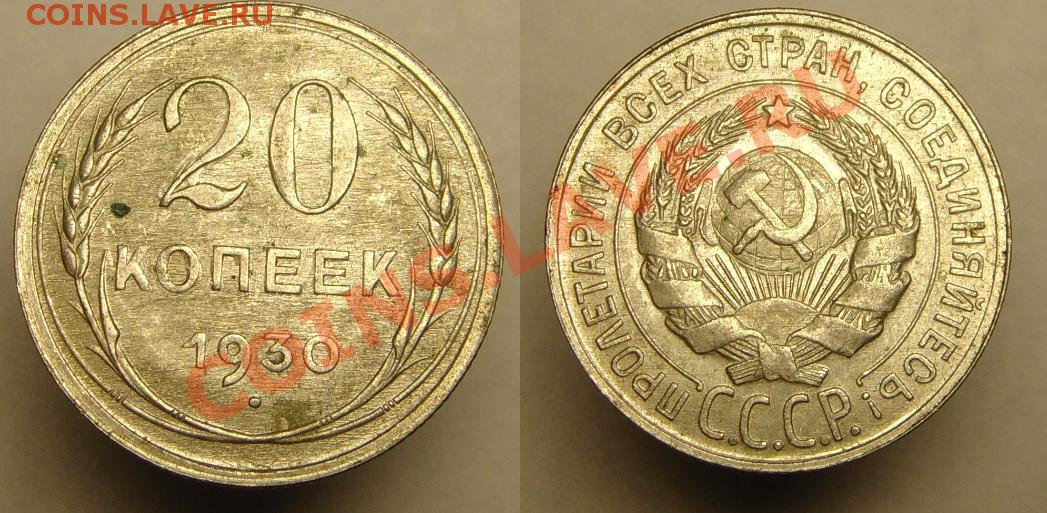 COINS.LAVE.RU
20
КОПЕЕК
1930
ПРОЛЕТАРИИ ВСЕХ СТРАН, СОЕДИНЯЙТЕСЬ!
С.С.С.Р.
COINS.LAVE.RU